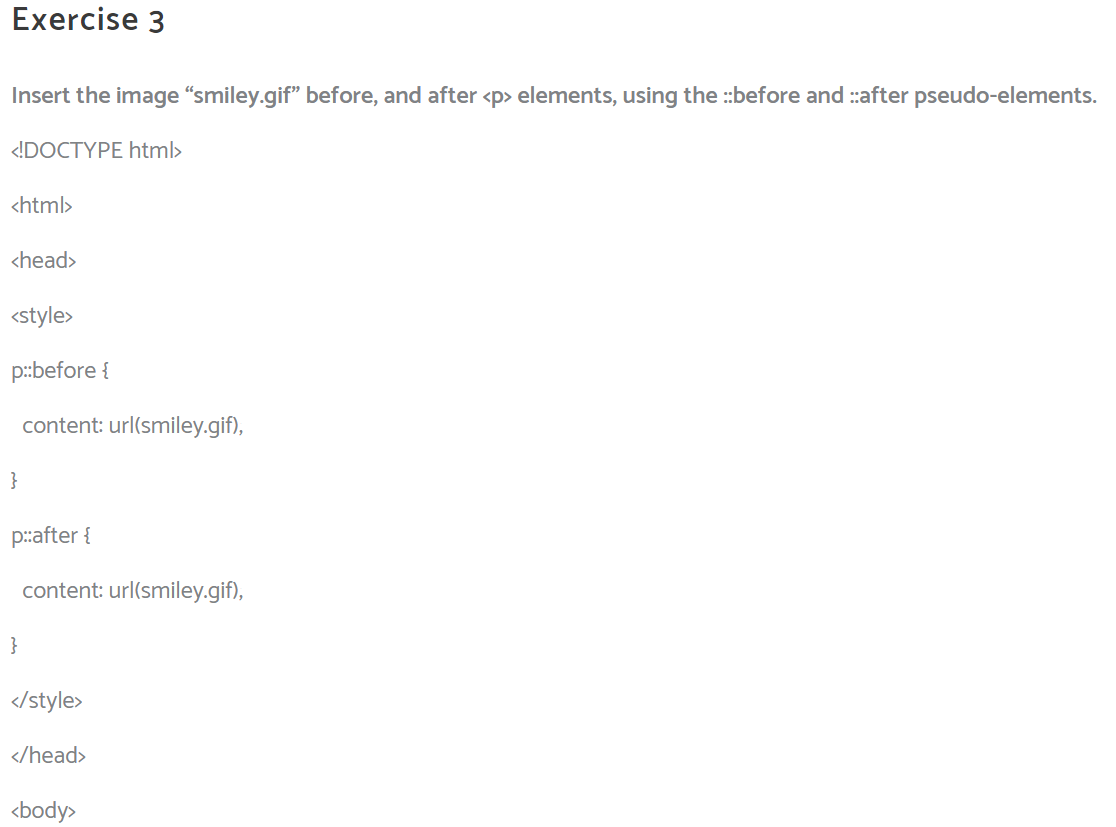 Exercise 3
Insert the image “smiley.gif” before, and after <p> elements, using the ::before and ::after pseudo-elements.
<!DOCTYPE html>
<html>
<head>
<style>
p::before {
  content: url(smiley.gif),
}
p::after {
  content: url(smiley.gif),
}
</style>
</head>
<body>